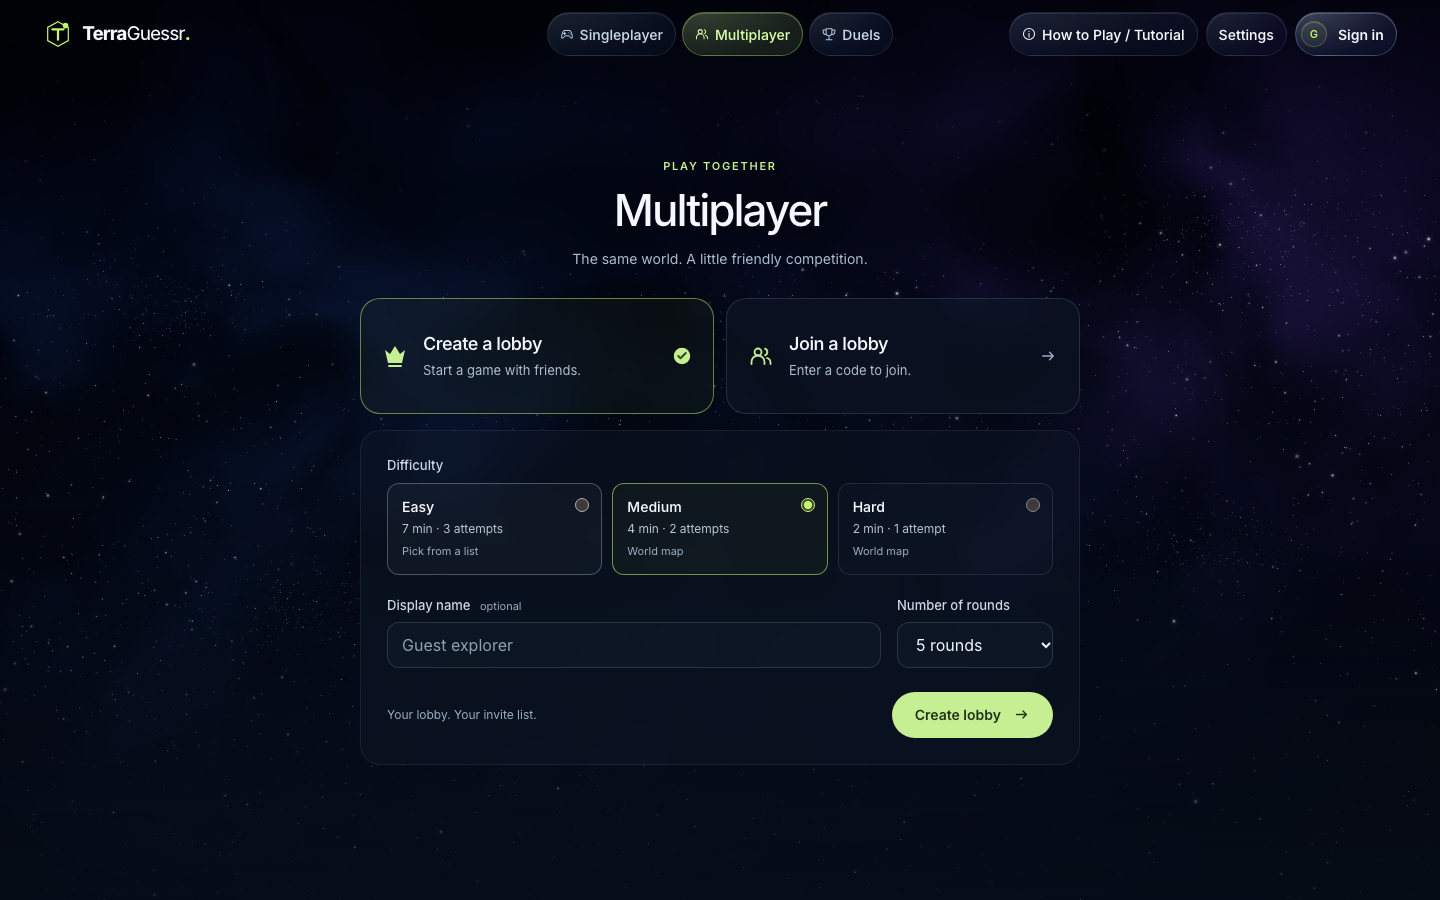 TerraGuessr.
Singleplayer
Multiplayer
Duels
How to Play / Tutorial
Settings
G
Sign in
PLAY TOGETHER
Multiplayer
The same world. A little friendly competition.
Create a lobby
Start a game with friends.
Join a lobby
Enter a code to join.
Difficulty
Easy
7 min · 3 attempts
Pick from a list
Medium
4 min · 2 attempts
World map
Hard
2 min · 1 attempt
World map
Display name optional
Guest explorer
Number of rounds
5 rounds
Your lobby. Your invite list.
Create lobby